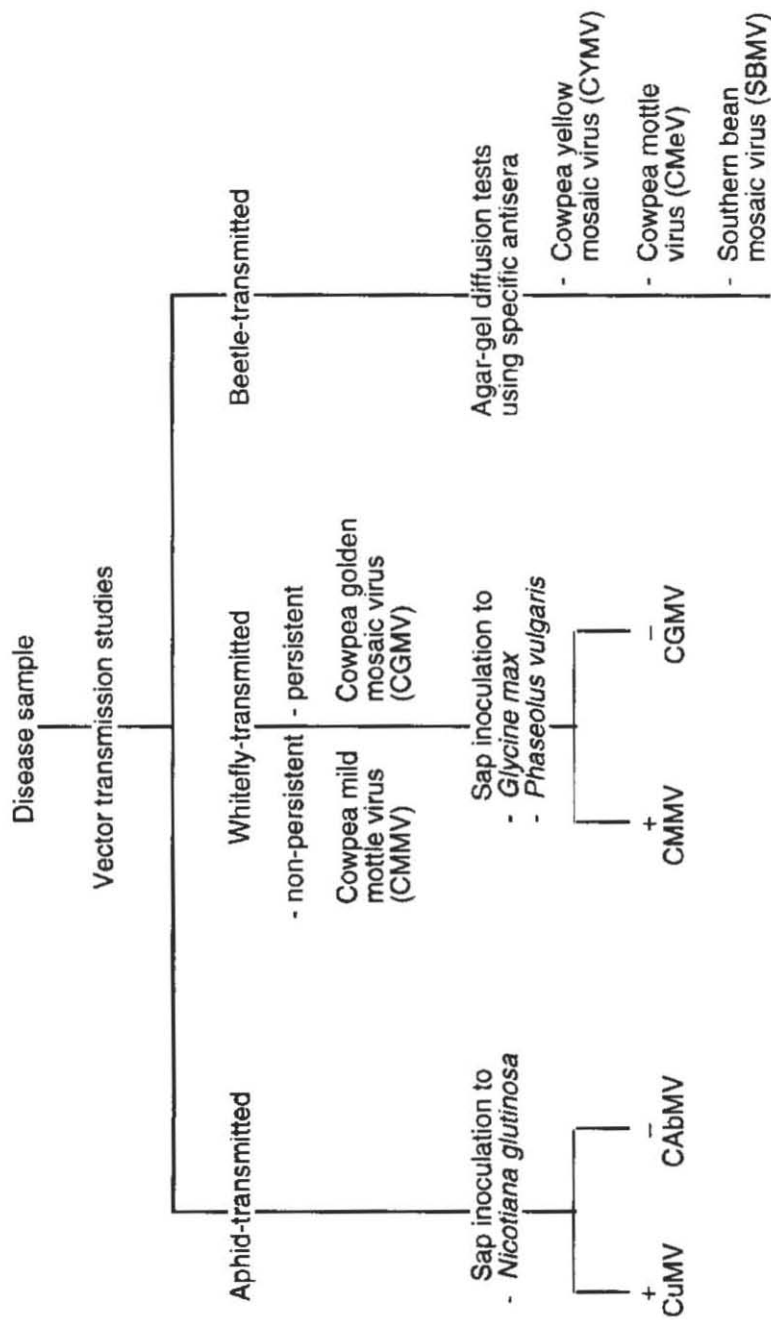 Disease sample
Vector transmission studies
Aphid-transmitted
Sap inoculation to
- Nicotiana glutinosa
+
CuMV
–
CAbMV
Whitefly-transmitted
- non-persistent
- persistent
Cowpea mild
mottle virus
(CMMV)
Cowpea golden
mosaic virus
(CGMV)
Sap inoculation to
- Glycine max
- Phaseolus vulgaris
+
CMMV
–
CGMV
Beetle-transmitted
Agar-gel diffusion tests
using specific antisera
- Cowpea yellow
mosaic virus (CYMV)
- Cowpea mottle
virus (CMeV)
- Southern bean
mosaic virus (SBMV)